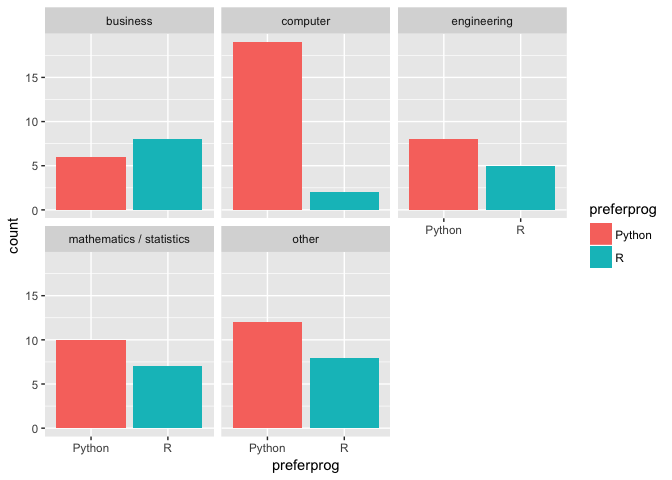 business
computer
engineering
15
10
5
0
Python
R
count
mathematics / statistics
other
15
10
5
0
Python
R
Python
R
preferprog
preferprog
Python
R